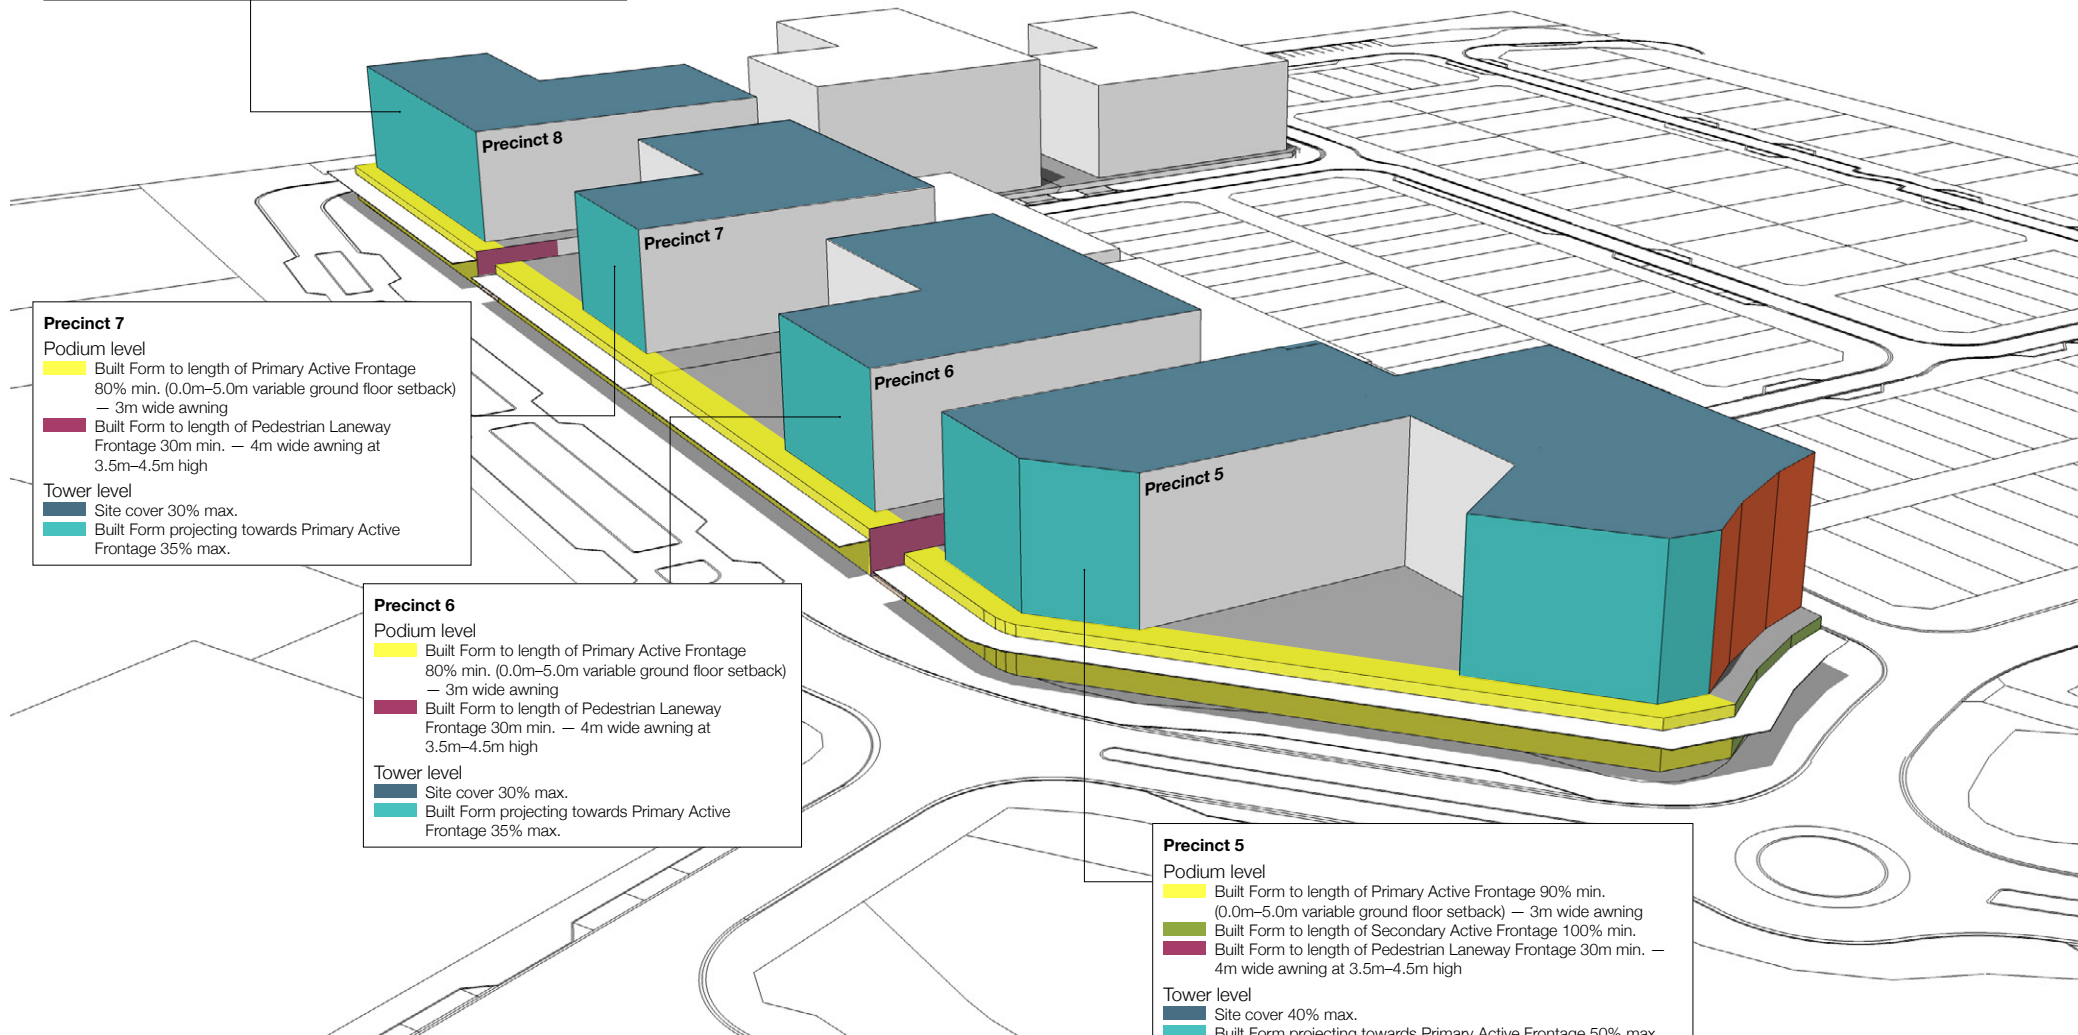 Precinct 8
Precinct 7
Precinct 6
Precinct 5
Precinct 7
Podium level
Built Form to length of Primary Active Frontage
80% min. (0.0m–5.0m variable ground floor setback)
— 3m wide awning
Built Form to length of Pedestrian Laneway
Frontage 30m min. — 4m wide awning at
3.5m–4.5m high
Tower level
Site cover 30% max.
Built Form projecting towards Primary Active
Frontage 35% max.
Precinct 6
Podium level
Built Form to length of Primary Active Frontage
80% min. (0.0m–5.0m variable ground floor setback)
— 3m wide awning
Built Form to length of Pedestrian Laneway
Frontage 30m min. — 4m wide awning at
3.5m–4.5m high
Tower level
Site cover 30% max.
Built Form projecting towards Primary Active
Frontage 35% max.
Precinct 5
Podium level
Built Form to length of Primary Active Frontage 90% min.
(0.0m–5.0m variable ground floor setback) — 3m wide awning
Built Form to length of Secondary Active Frontage 100% min.
Built Form to length of Pedestrian Laneway Frontage 30m min. —
4m wide awning at 3.5m–4.5m high
Tower level
Site cover 40% max.
Built Form projecting towards Primary Active Frontage 50% max.